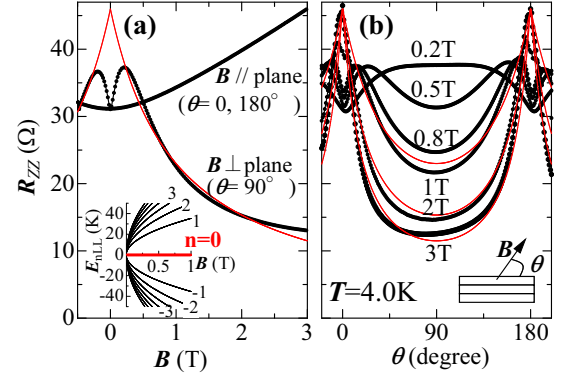 (a)
B // plane
(θ= 0, 180°)
B⊥plane
(θ= 90°)
R_ZZ (Ω)
40
30
20
10
0
0
1
2
3
B (T)
E_nLL (K)
40
20
0
-20
-40
3
2
1
n=0
0.5
1
B (T)
-1
-2
-3
(b)
0.2T
0.5T
0.8T
1T
2T
3T
B
θ
T=4.0K
0
90
180
θ (degree)